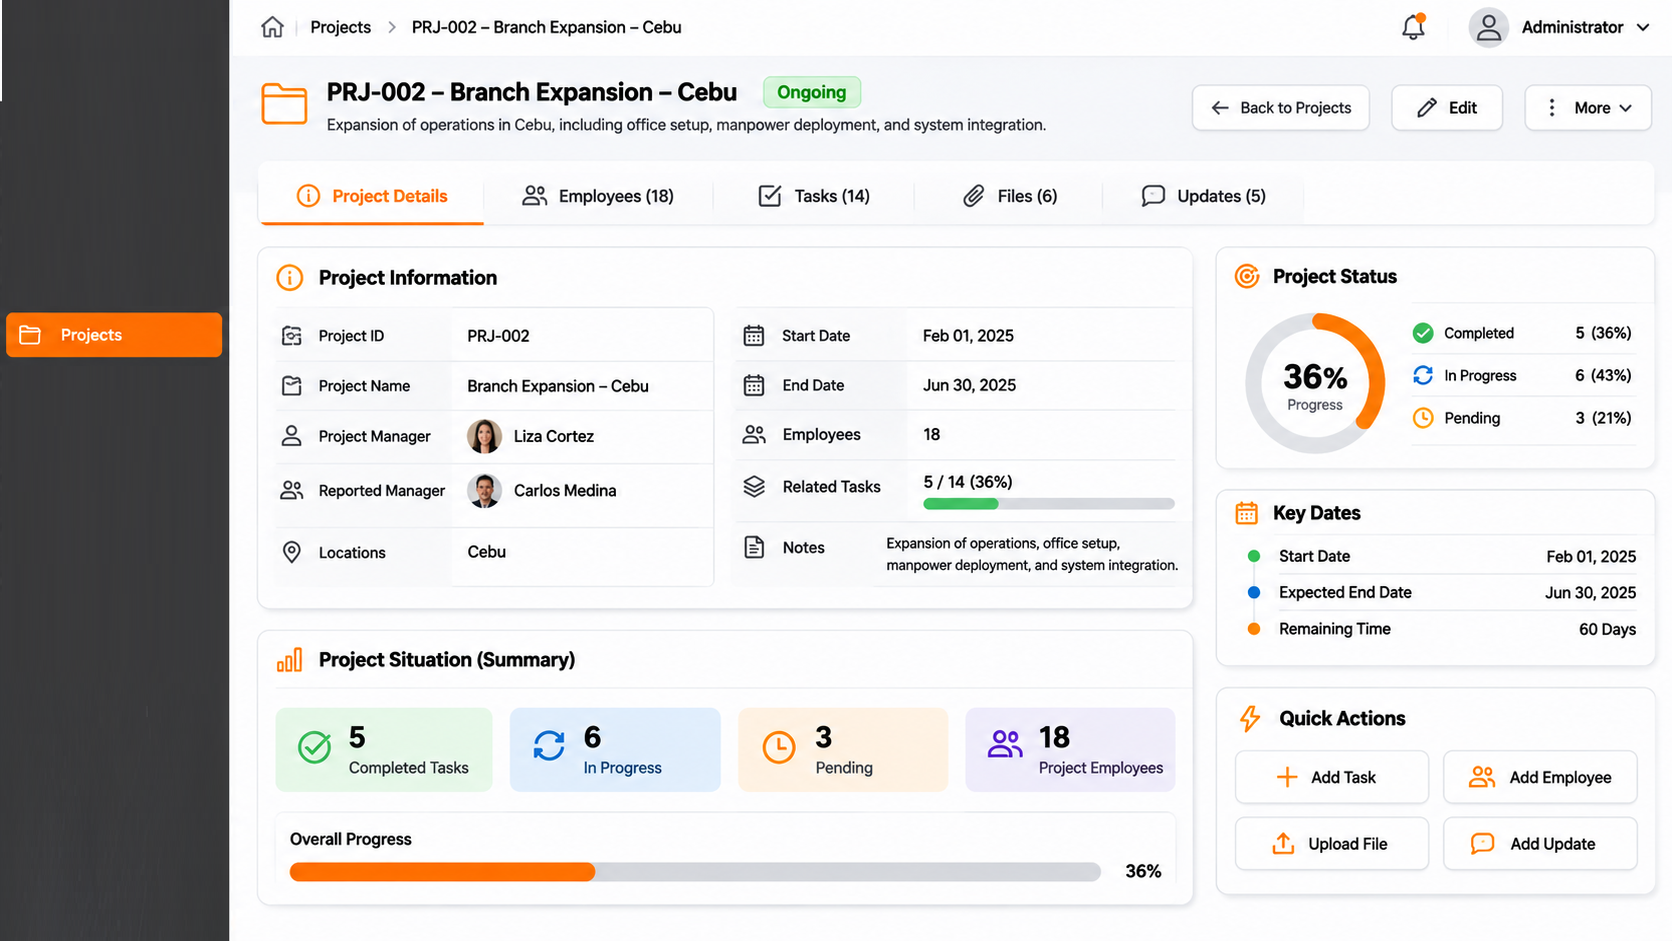 Projects
PRJ-002 – Branch Expansion – Cebu
Administrator
PRJ-002 – Branch Expansion – Cebu
Ongoing
Expansion of operations in Cebu, including office setup, manpower deployment, and system integration.
Back to Projects
Edit
More
Projects
Project Details
Employees (18)
Tasks (14)
Files (6)
Updates (5)
Project Information
Project ID
PRJ-002
Project Name
Branch Expansion – Cebu
Project Manager
Liza Cortez
Reported Manager
Carlos Medina
Locations
Cebu
Start Date
Feb 01, 2025
End Date
Jun 30, 2025
Employees
18
Related Tasks
5 / 14 (36%)
Notes
Expansion of operations, office setup,
manpower deployment, and system integration.
Project Status
36%
Progress
Completed
5 (36%)
In Progress
6 (43%)
Pending
3 (21%)
Key Dates
Start Date
Feb 01, 2025
Expected End Date
Jun 30, 2025
Remaining Time
60 Days
Project Situation (Summary)
5
Completed Tasks
6
In Progress
3
Pending
18
Project Employees
Overall Progress
36%
Quick Actions
Add Task
Add Employee
Upload File
Add Update